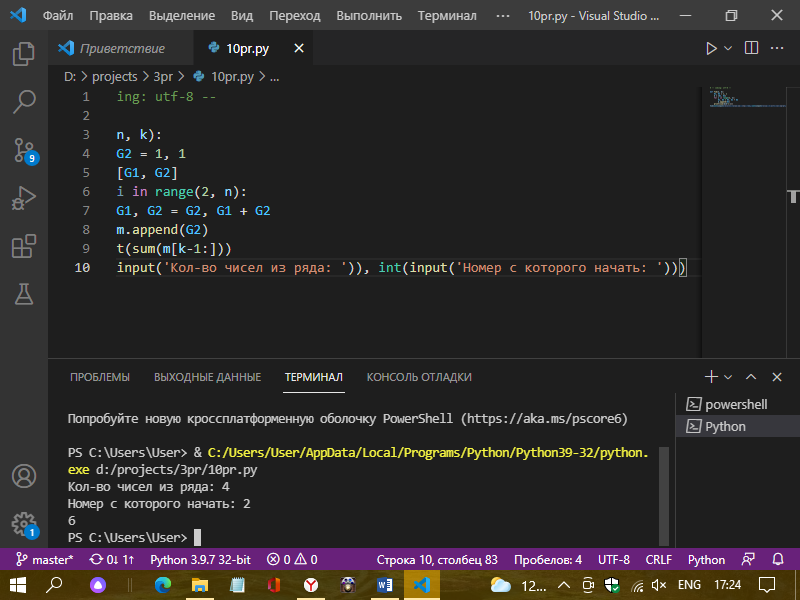 Файл Правка Выделение Вид Переход Выполнить Терминал ··· 10pr.py - Visual Studio ...
Приветствие 10pr.py
D: > projects > 3pr > 10pr.py > ...
1 ing: utf-8 --
2
3 n, k):
4 G2 = 1, 1
5 [G1, G2]
6 i in range(2, n):
7 G1, G2 = G2, G1 + G2
8 m.append(G2)
9 t(sum(m[k-1:]))
10 input('Кол-во чисел из ряда: ')), int(input('Номер с которого начать: ')))
9
ПРОБЛЕМЫ ВЫХОДНЫЕ ДАННЫЕ ТЕРМИНАЛ КОНСОЛЬ ОТЛАДКИ
powershell
Python
Попробуйте новую кроссплатформенную оболочку PowerShell (https://aka.ms/pscore6)
PS C:\Users\User> & C:/Users/User/AppData/Local/Programs/Python/Python39-32/python.
exe d:/projects/3pr/10pr.py
Кол-во чисел из ряда: 4
Номер с которого начать: 2
6
PS C:\Users\User>
1
master* 0↓ 1↑ Python 3.9.7 32-bit 0 0 Строка 10, столбец 83 Пробелов: 4 UTF-8 CRLF Python
12... ENG 17:24